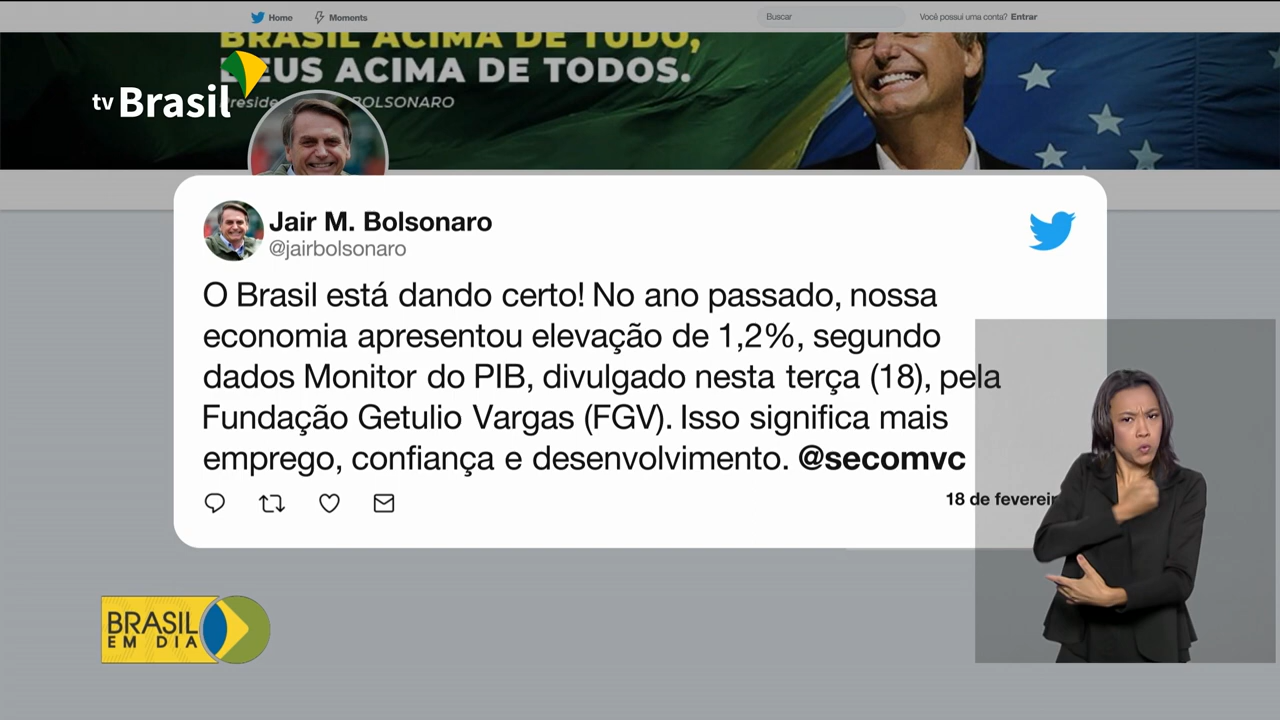 Home
Moments
Buscar
Você possui uma conta? Entrar
BRASIL ACIMA DE TUDO,
DEUS ACIMA DE TODOS.
BOLSONARO
tv Brasil
Jair M. Bolsonaro
@jairbolsonaro
O Brasil está dando certo! No ano passado, nossa
economia apresentou elevação de 1,2%, segundo
dados Monitor do PIB, divulgado nesta terça (18), pela
Fundação Getulio Vargas (FGV). Isso significa mais
emprego, confiança e desenvolvimento. @secomvc
18 de fevereir
BRASIL
EM DIA